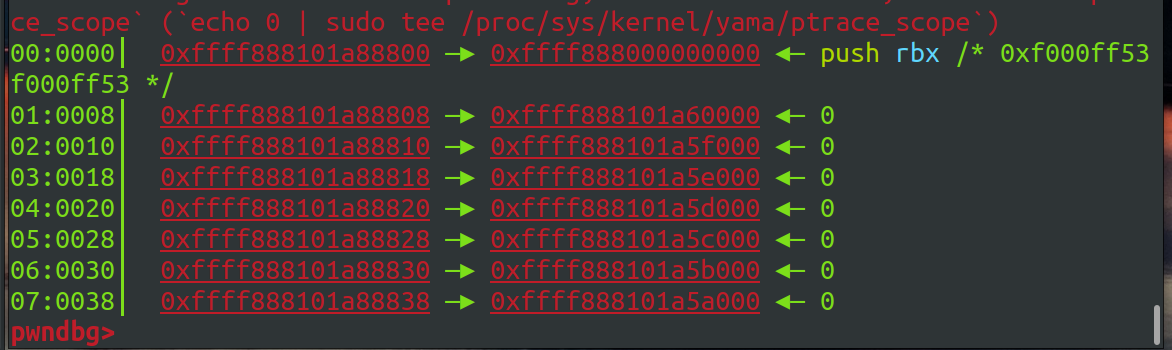 ce_scope` (`echo 0 | sudo tee /proc/sys/kernel/yama/ptrace_scope`)
00:0000│ 0xffff888101a88800 —▸ 0xffff888000000000 ◂— push rbx /* 0xf000ff53
f000ff53 */
01:0008│ 0xffff888101a88808 —▸ 0xffff888101a60000 ◂— 0
02:0010│ 0xffff888101a88810 —▸ 0xffff888101a5f000 ◂— 0
03:0018│ 0xffff888101a88818 —▸ 0xffff888101a5e000 ◂— 0
04:0020│ 0xffff888101a88820 —▸ 0xffff888101a5d000 ◂— 0
05:0028│ 0xffff888101a88828 —▸ 0xffff888101a5c000 ◂— 0
06:0030│ 0xffff888101a88830 —▸ 0xffff888101a5b000 ◂— 0
07:0038│ 0xffff888101a88838 —▸ 0xffff888101a5a000 ◂— 0
pwndbg>